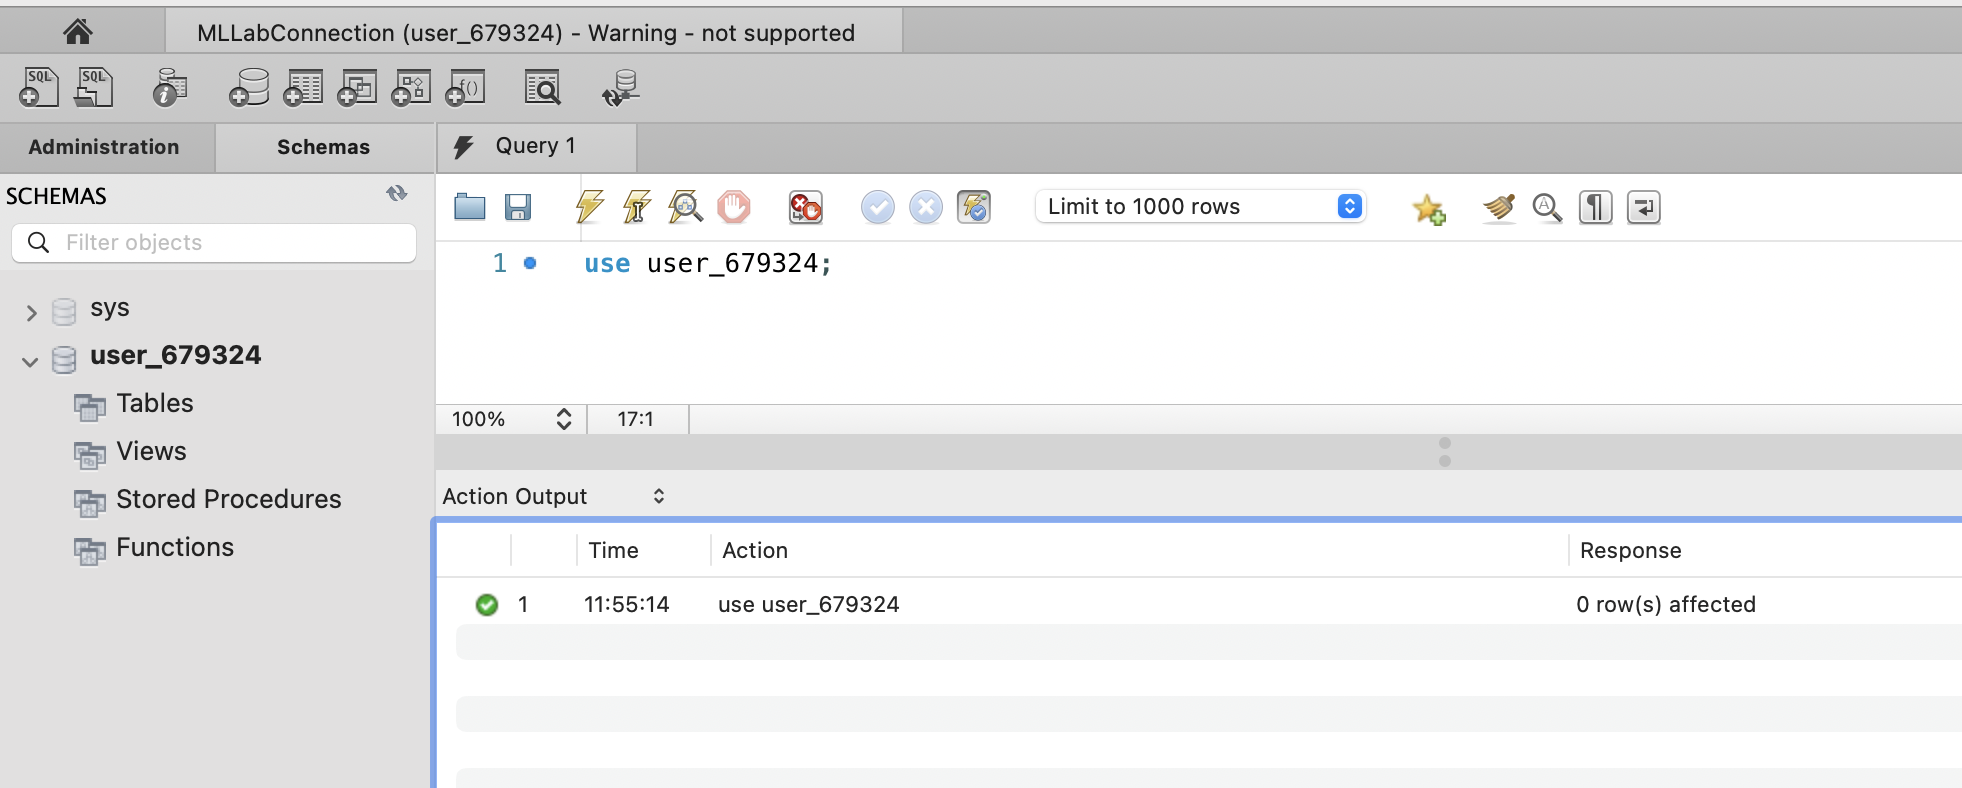 MLLabConnection (user_679324) - Warning - not supported
SQL SQL f()
Administration Schemas Query 1
SCHEMAS
Filter objects
Limit to 1000 rows
1 use user_679324;
sys
user_679324
Tables
Views
Stored Procedures
Functions
100% 17:1
Action Output
Time Action Response
1 11:55:14 use user_679324 0 row(s) affected